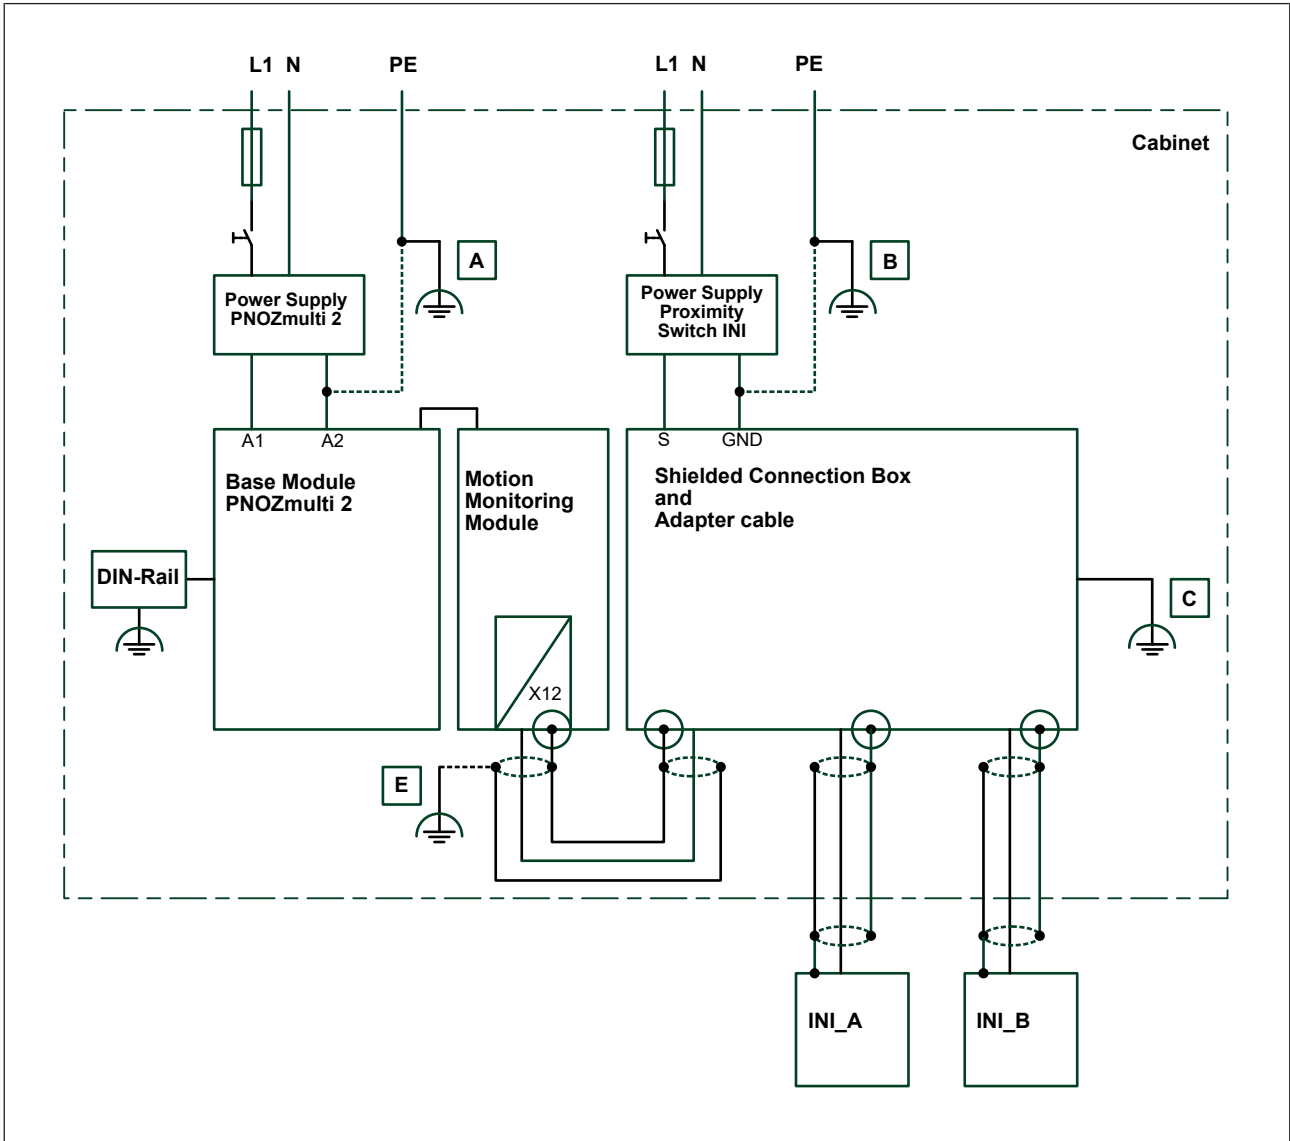 L1 N
PE
L1 N
PE
Cabinet
A
B
Power Supply
PNOZmulti 2
Power Supply
Proximity
Switch INI
A1
A2
S
GND
Base Module
PNOZmulti 2
Motion
Monitoring
Module
Shielded Connection Box
and
Adapter cable
DIN-Rail
C
X12
E
INI_A
INI_B